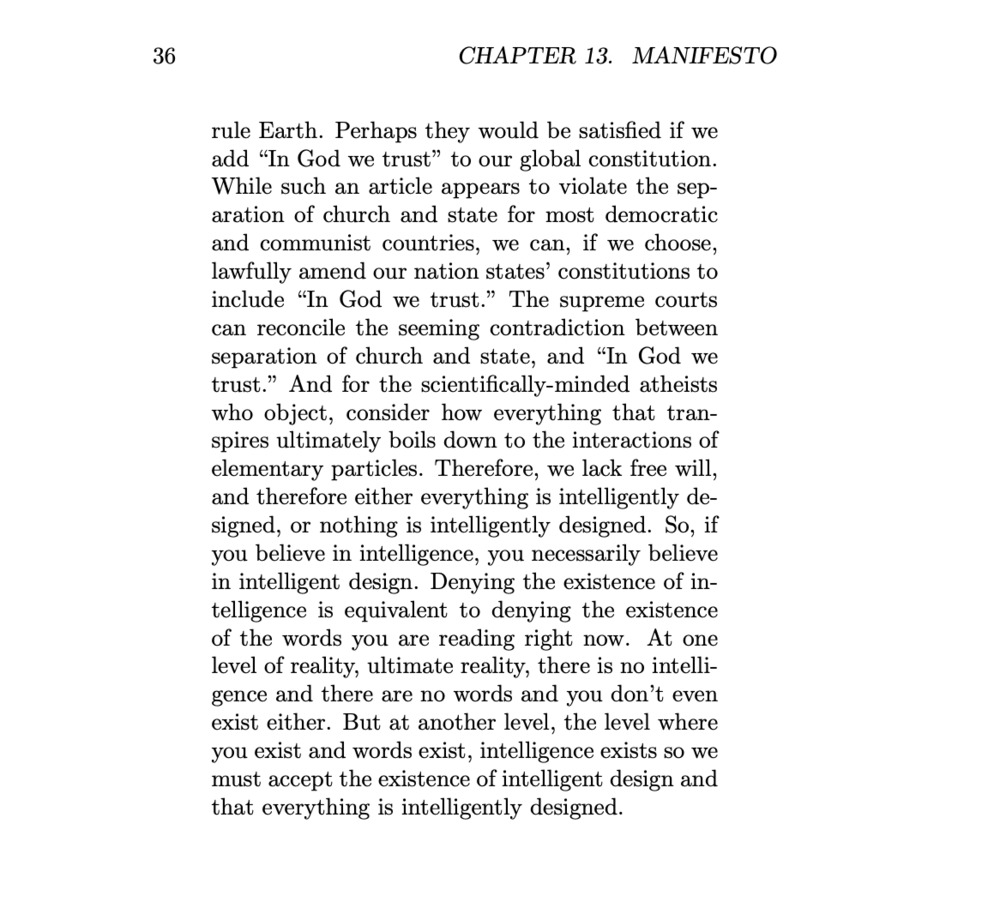 36 CHAPTER 13. MANIFESTO
rule Earth. Perhaps they would be satisfied if we
add “In God we trust” to our global constitution.
While such an article appears to violate the sep-
aration of church and state for most democratic
and communist countries, we can, if we choose,
lawfully amend our nation states’ constitutions to
include “In God we trust.” The supreme courts
can reconcile the seeming contradiction between
separation of church and state, and “In God we
trust.” And for the scientifically-minded atheists
who object, consider how everything that tran-
spires ultimately boils down to the interactions of
elementary particles. Therefore, we lack free will,
and therefore either everything is intelligently de-
signed, or nothing is intelligently designed. So, if
you believe in intelligence, you necessarily believe
in intelligent design. Denying the existence of in-
telligence is equivalent to denying the existence
of the words you are reading right now. At one
level of reality, ultimate reality, there is no intelli-
gence and there are no words and you don’t even
exist either. But at another level, the level where
you exist and words exist, intelligence exists so we
must accept the existence of intelligent design and
that everything is intelligently designed.